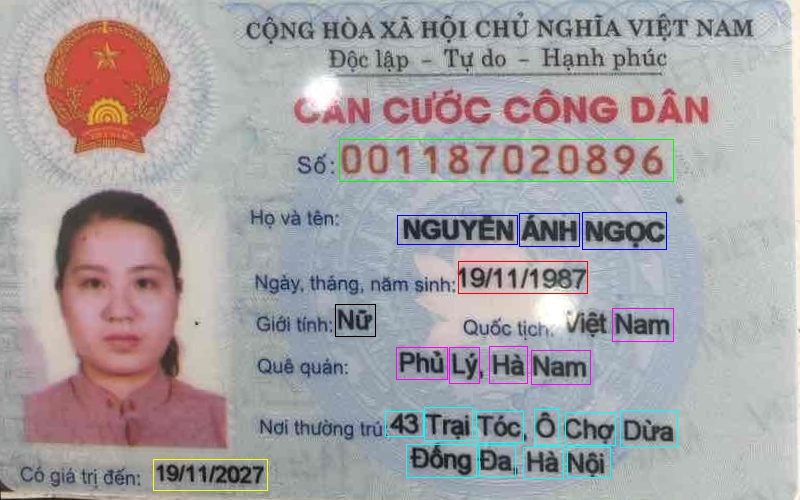 CỘNG HÒA XÃ HỘI CHỦ NGHĨA VIỆT NAM
Độc lập - Tự do - Hạnh phúc
CĂN CƯỚC CÔNG DÂN
Số: 001187020896
Họ và tên: NGUYỄN ÁNH NGỌC
Ngày, tháng, năm sinh: 19/11/1987
Giới tính: Nữ Quốc tịch: Việt Nam
Quê quán: Phủ Lý, Hà Nam
Nơi thường trú: 43 Trại Tóc, Ô Chợ Dừa
Đống Đa, Hà Nội
Có giá trị đến: 19/11/2027